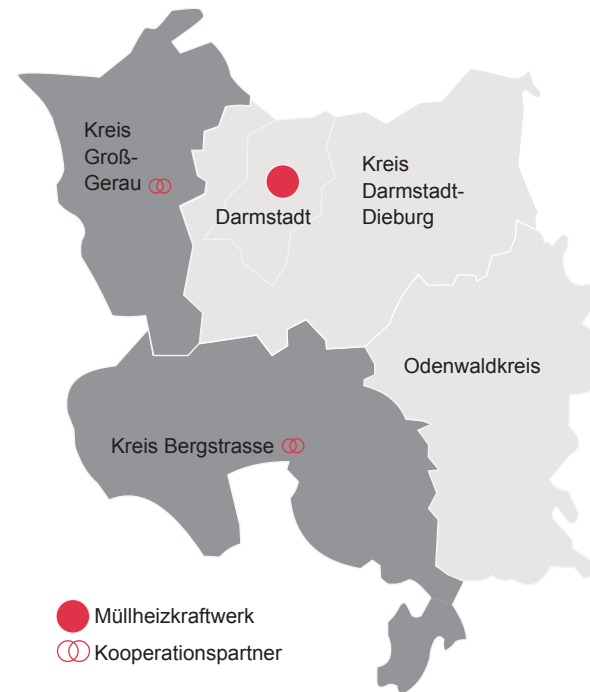 Kreis
Groß-
Gerau
Kreis
Darmstadt-
Dieburg
Darmstadt
Odenwaldkreis
Kreis Bergstrasse
Müllheizkraftwerk
Kooperationspartner